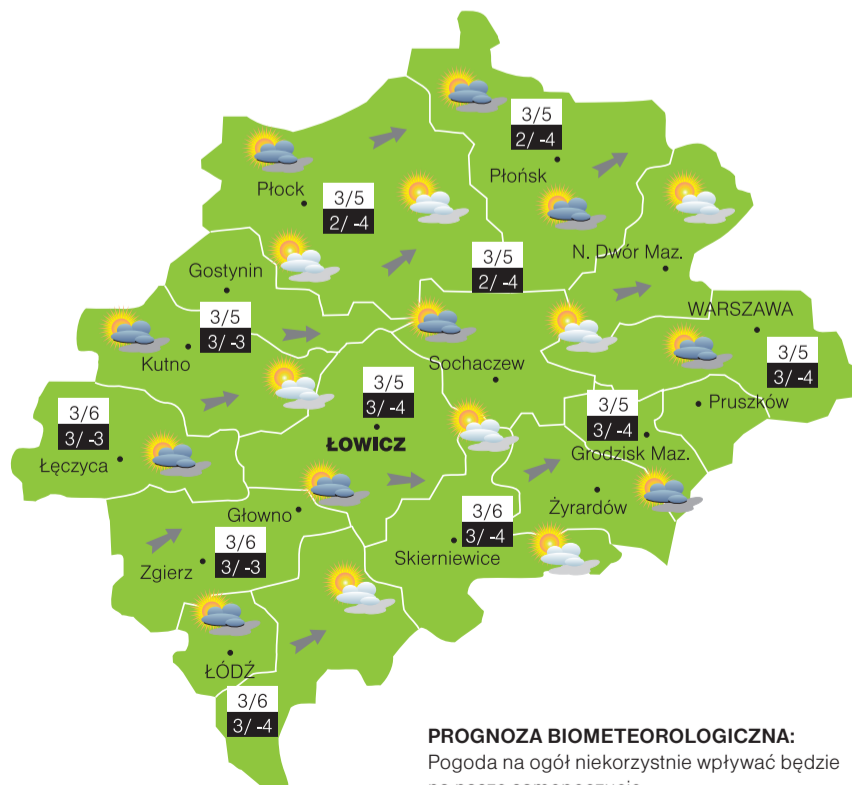 3/5
2/ -4
Płońsk
Płock
3/5
2/ -4
N. Dwór Maz.
Gostynin
3/5
2/ -4
WARSZAWA
3/5
3/ -3
Kutno
Sochaczew
3/5
3/ -4
3/5
3/ -4
Pruszków
3/6
3/ -3
Łęczyca
ŁOWICZ
3/5
3/ -4
Grodzisk Maz.
Żyrardów
Głowno
3/6
3/ -4
Skierniewice
3/6
3/ -3
Zgierz
ŁÓDŹ
3/6
3/ -4
PROGNOZA BIOMETEOROLOGICZNA:
Pogoda na ogół niekorzystnie wpływać będzie